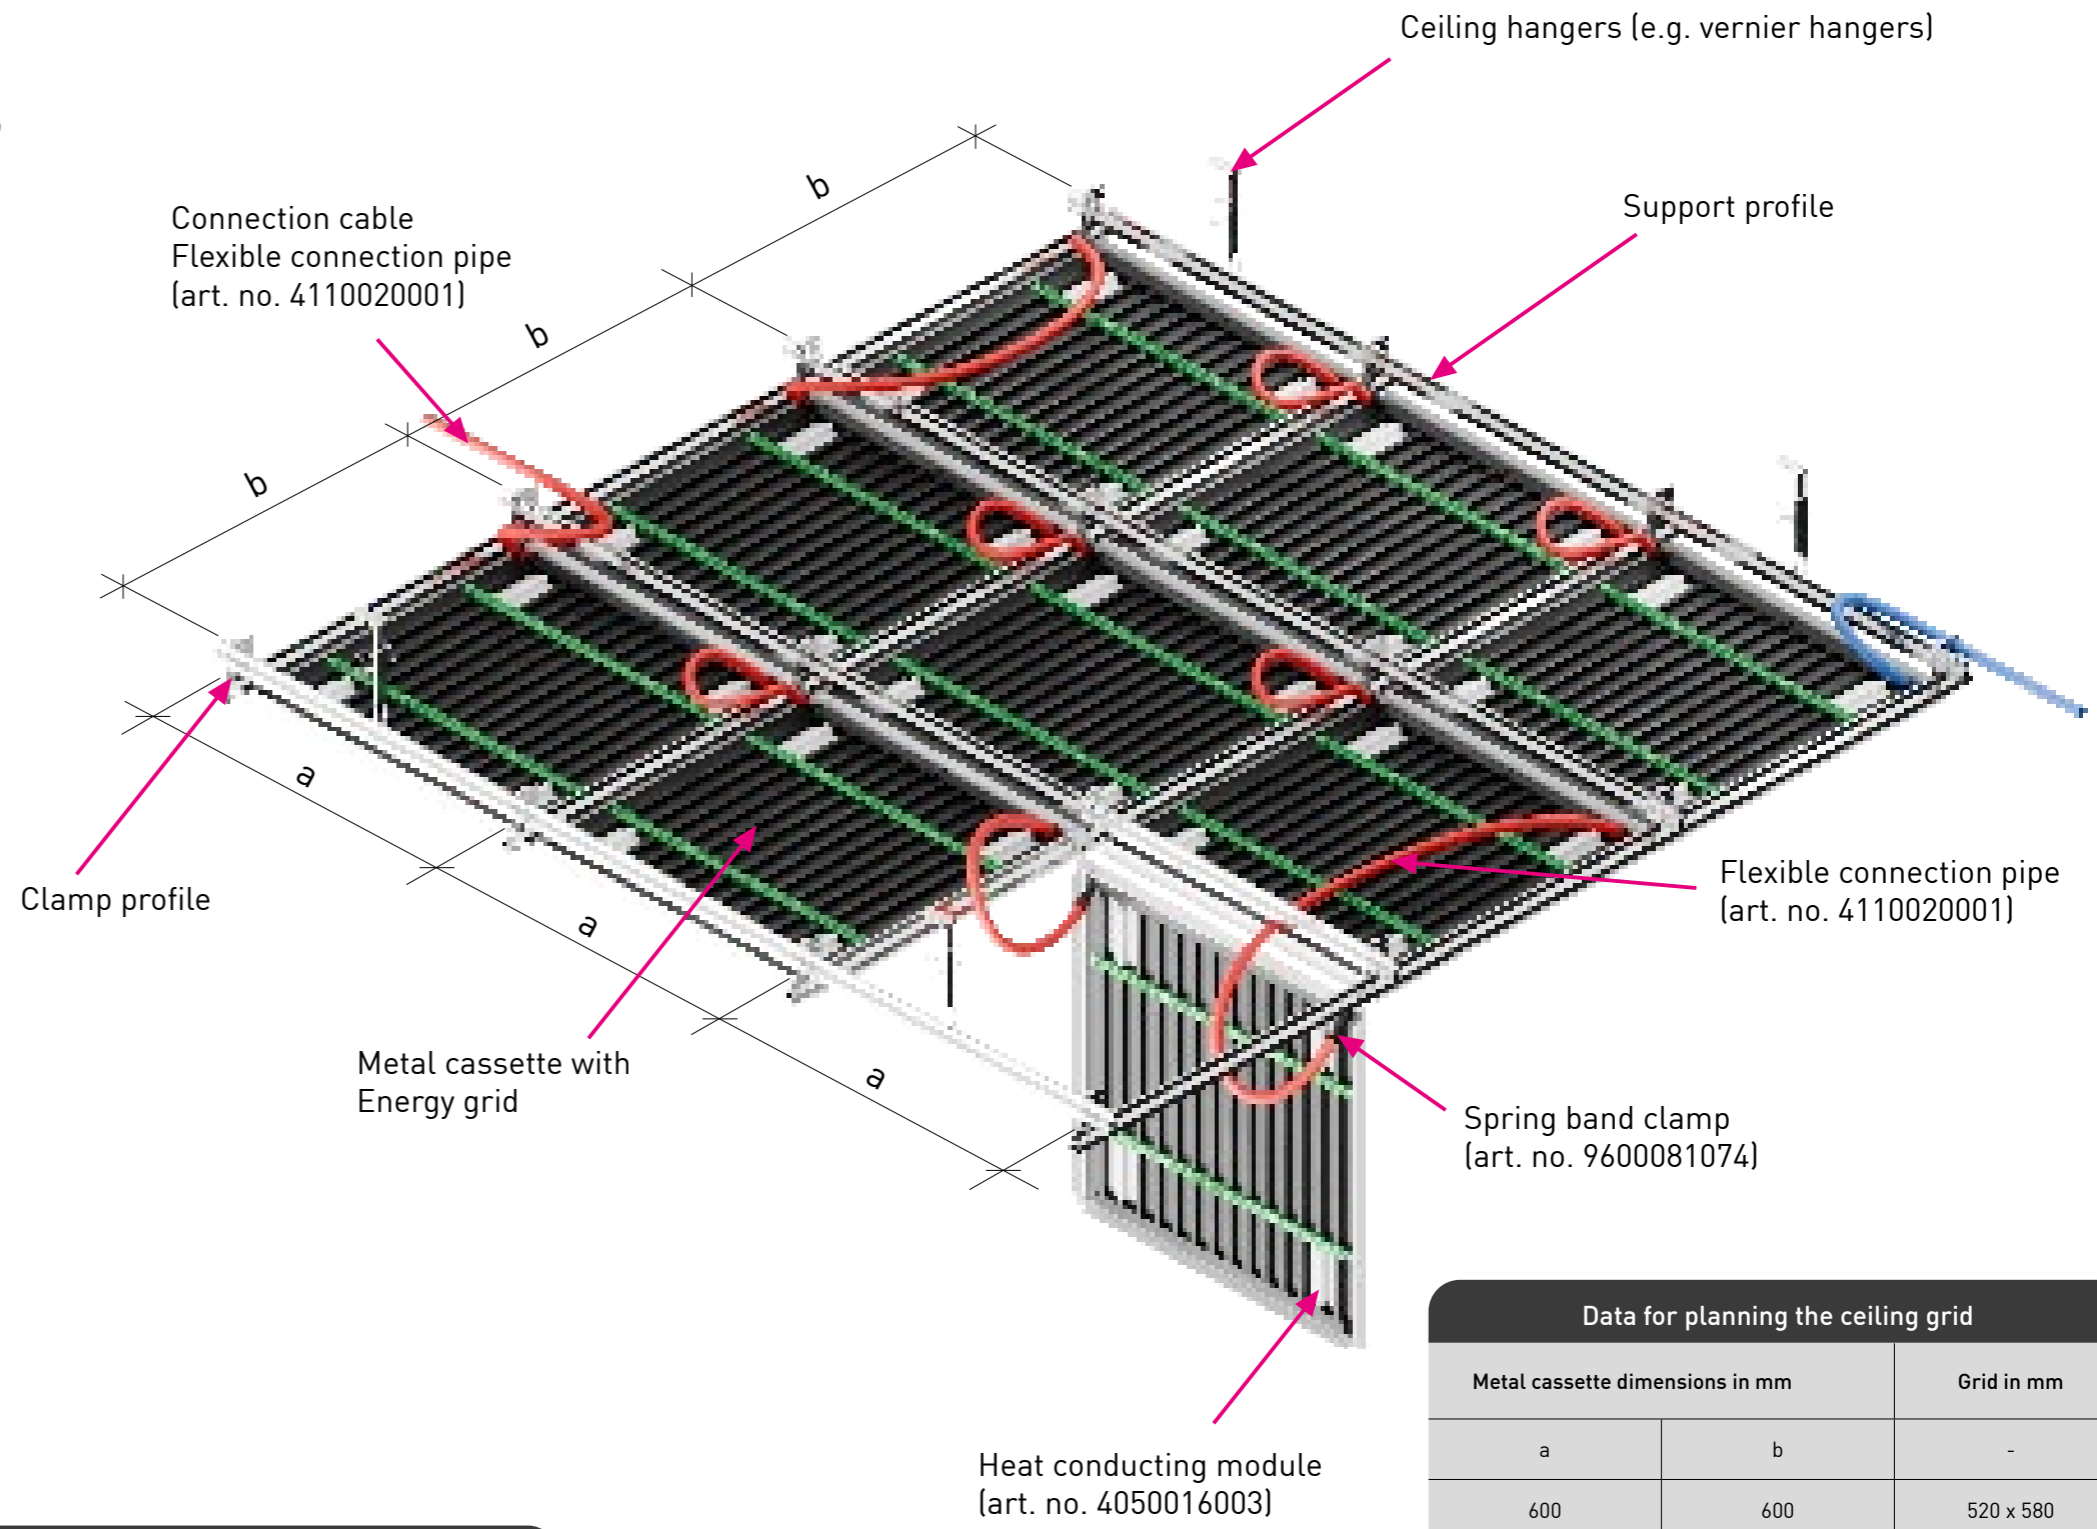 Ceiling hangers (e.g. vernier hangers)
Support profile
Connection cable
Flexible connection pipe
(art. no. 4110020001)
b
b
b
a
a
a
Clamp profile
Metal cassette with
Energy grid
Flexible connection pipe
(art. no. 4110020001)
Spring band clamp
(art. no. 9600081074)
Heat conducting module
(art. no. 4050016003)
Data for planning the ceiling grid
Metal cassette dimensions in mm Grid in mm
a b -
600 600 520 x 580